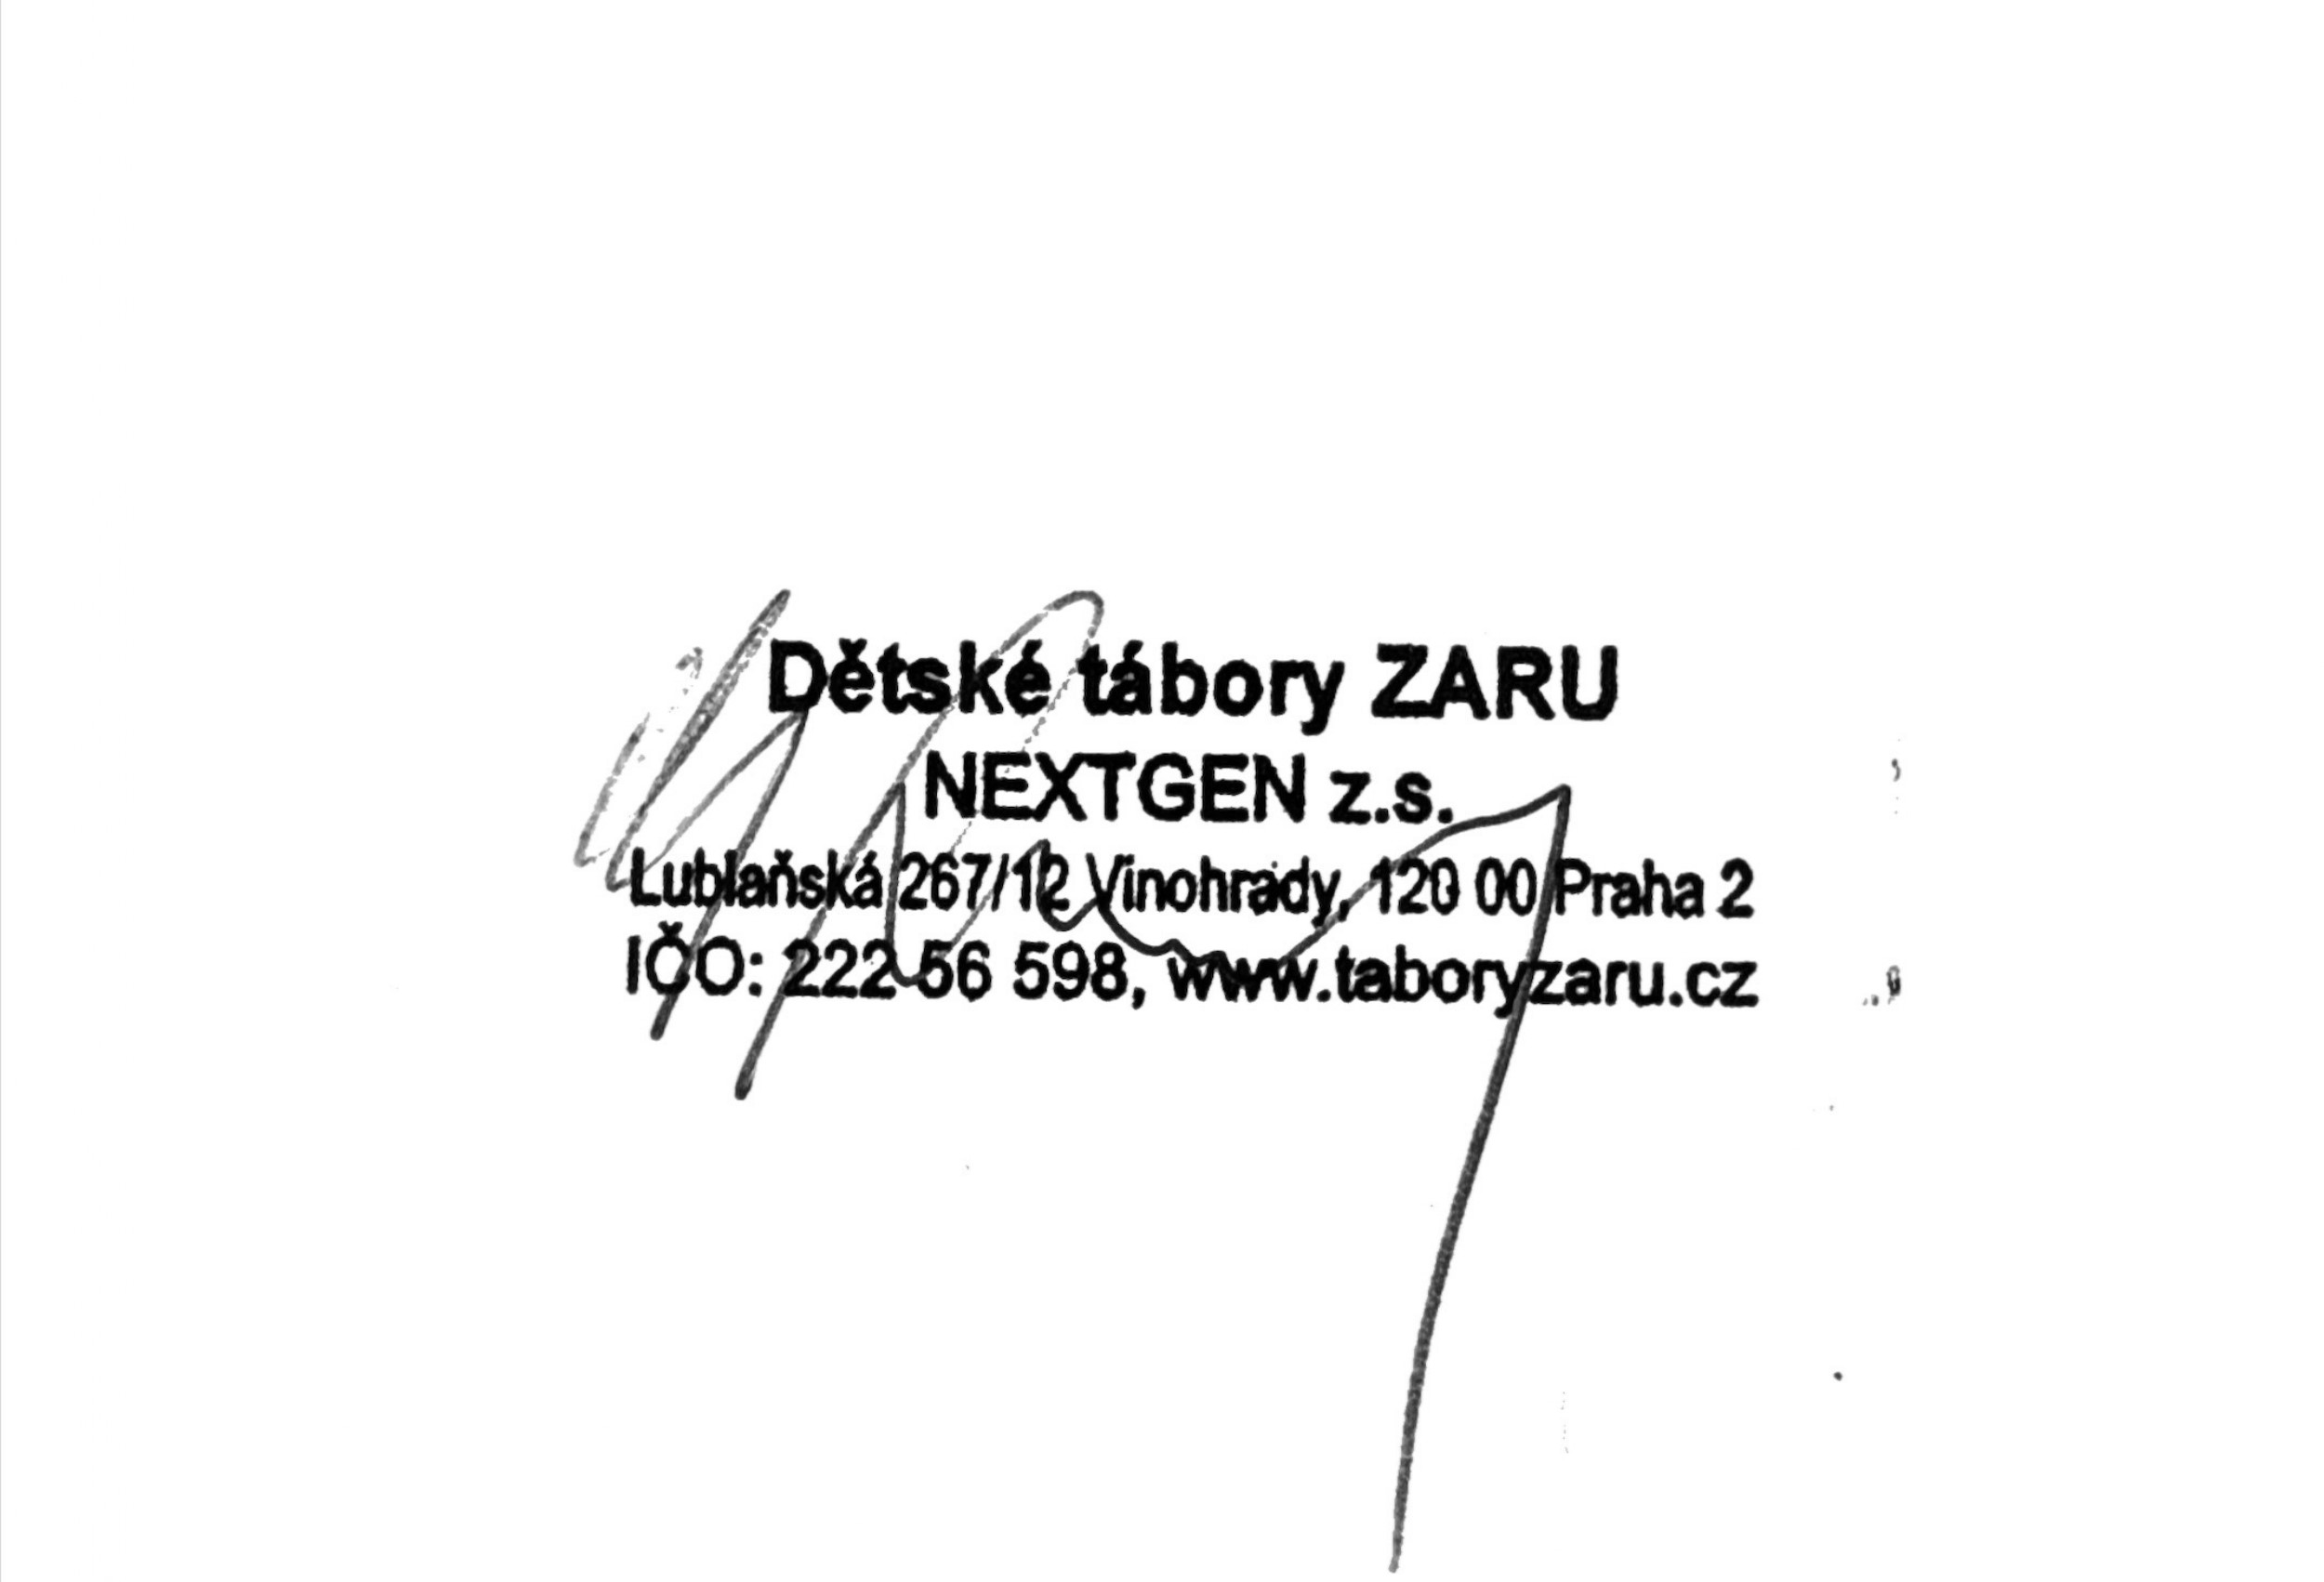 Dětské tábory ZARU
NEXTGEN z.s.
Lublaňská 267/12 Vinohrady, 120 00 Praha 2
IČO: 222 56 598, www.taboryzaru.cz